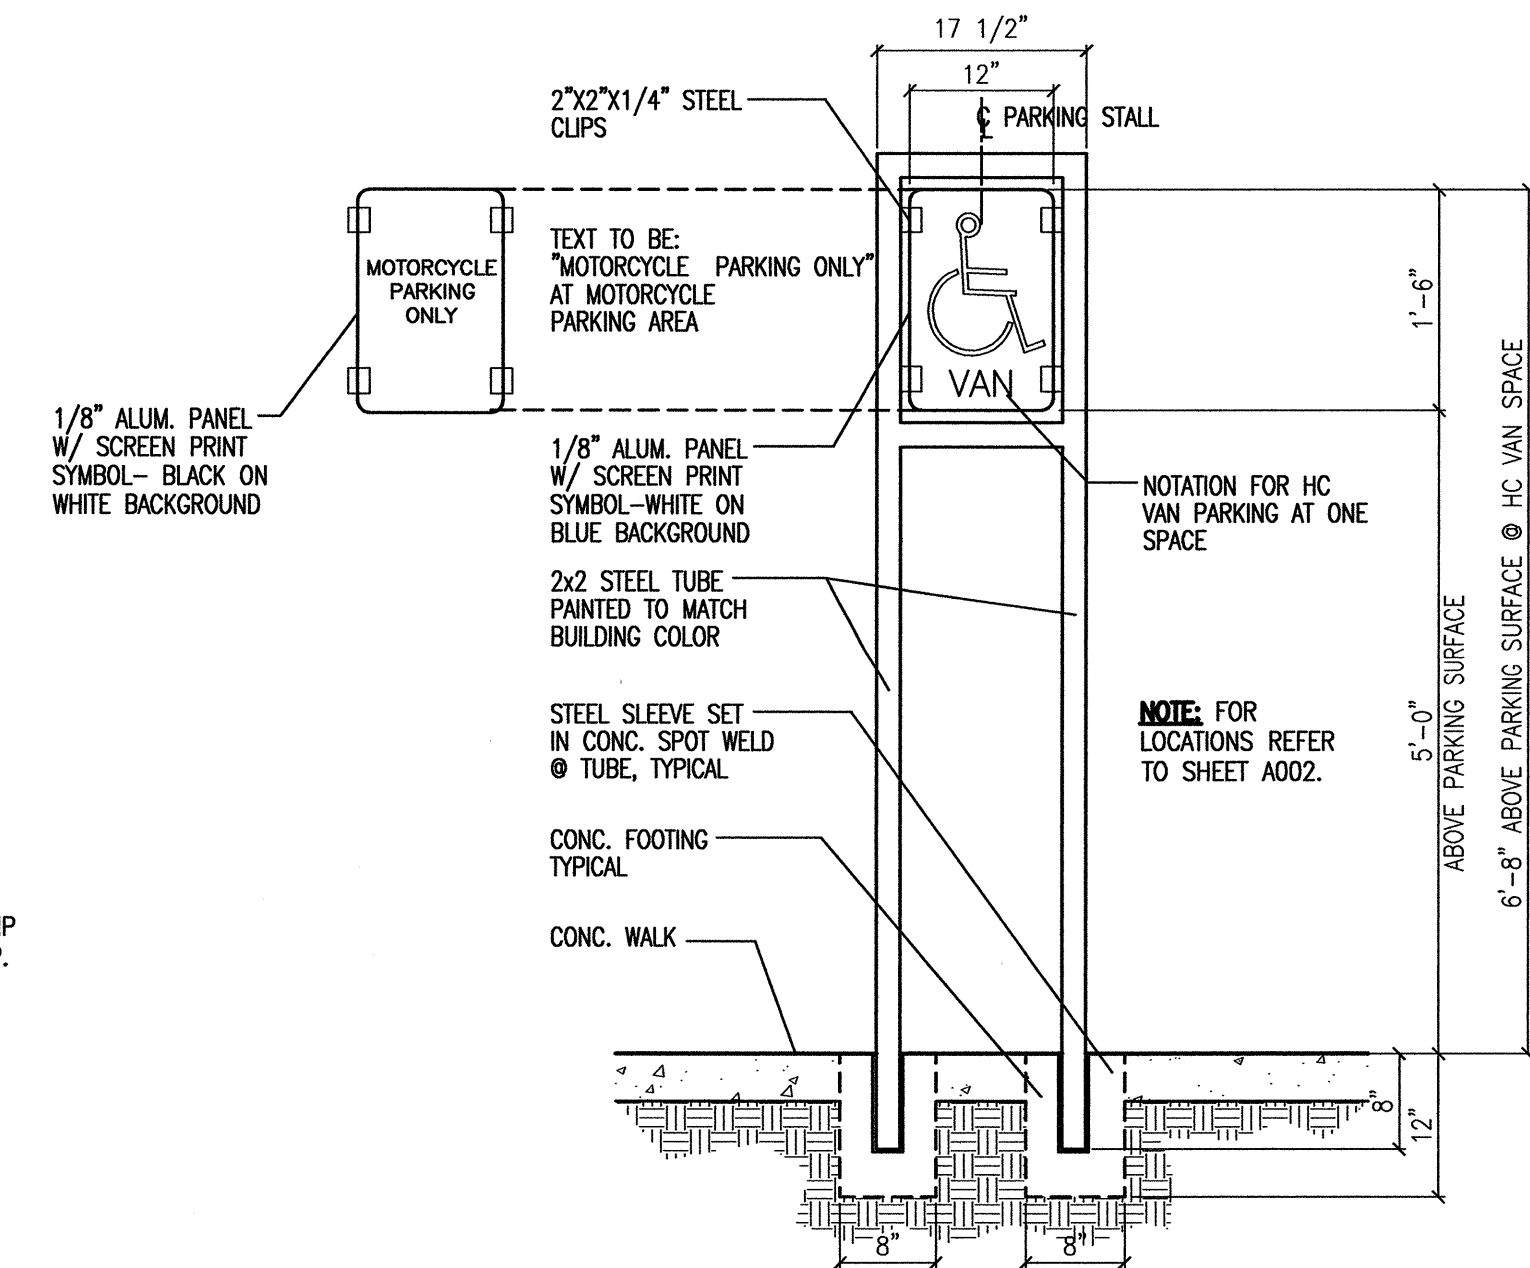 17 1/2"
12"
2"X2"X1/4" STEEL
CLIPS
℄ PARKING STALL
MOTORCYCLE
PARKING
ONLY
TEXT TO BE:
"MOTORCYCLE PARKING ONLY"
AT MOTORCYCLE
PARKING AREA
VAN
1'-6"
1/8" ALUM. PANEL
W/ SCREEN PRINT
SYMBOL- BLACK ON
WHITE BACKGROUND
1/8" ALUM. PANEL
W/ SCREEN PRINT
SYMBOL-WHITE ON
BLUE BACKGROUND
NOTATION FOR HC
VAN PARKING AT ONE
SPACE
2x2 STEEL TUBE
PAINTED TO MATCH
BUILDING COLOR
STEEL SLEEVE SET
IN CONC. SPOT WELD
@ TUBE, TYPICAL
NOTE: FOR
LOCATIONS REFER
TO SHEET A002.
5'-0"
ABOVE PARKING SURFACE
6'-8" ABOVE PARKING SURFACE @ HC VAN SPACE
CONC. FOOTING
TYPICAL
CONC. WALK
8"
12"
8"
8"